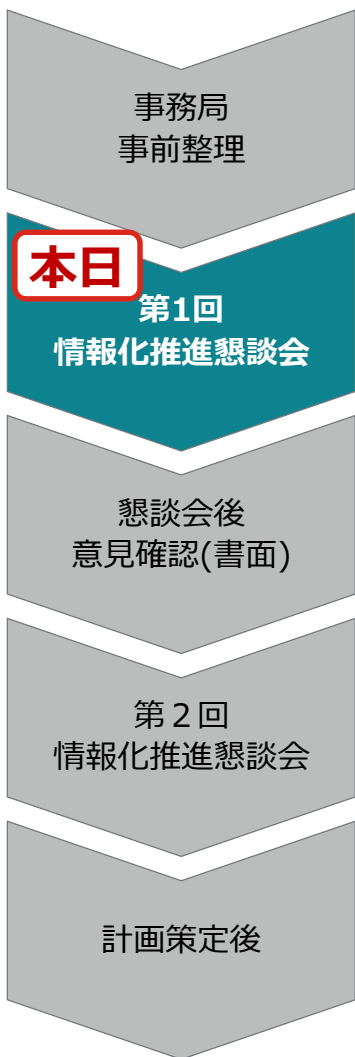 事務局
事前整理
本日
第1回
情報化推進懇談会
懇談会後
意見確認(書面)
第２回
情報化推進懇談会
計画策定後